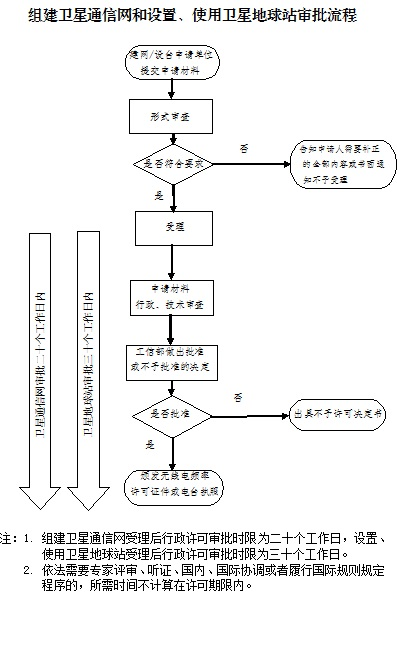 组建卫星通信网和设置、使用卫星地球站审批流程
建网/设台申请单位
提交申请材料
形式审查
是否符合要求
否
告知申请人需要补正
的全部内容或书面通
知不予受理
是
受理
申请材料
行政、技术审查
工信部做出批准
或不予批准的决定
是否批准
否
出具不予许可决定书
是
颁发无线电频率
许可证件或电台执照
卫星通信网审批二十个工作日内
卫星地球站审批三十个工作日内
注：1. 组建卫星通信网受理后行政许可审批时限为二十个工作日，设置、
使用卫星地球站受理后行政许可审批时限为三十个工作日。
2. 依法需要专家评审、听证、国内、国际协调或者履行国际规则规定
程序的，所需时间不计算在许可期限内。